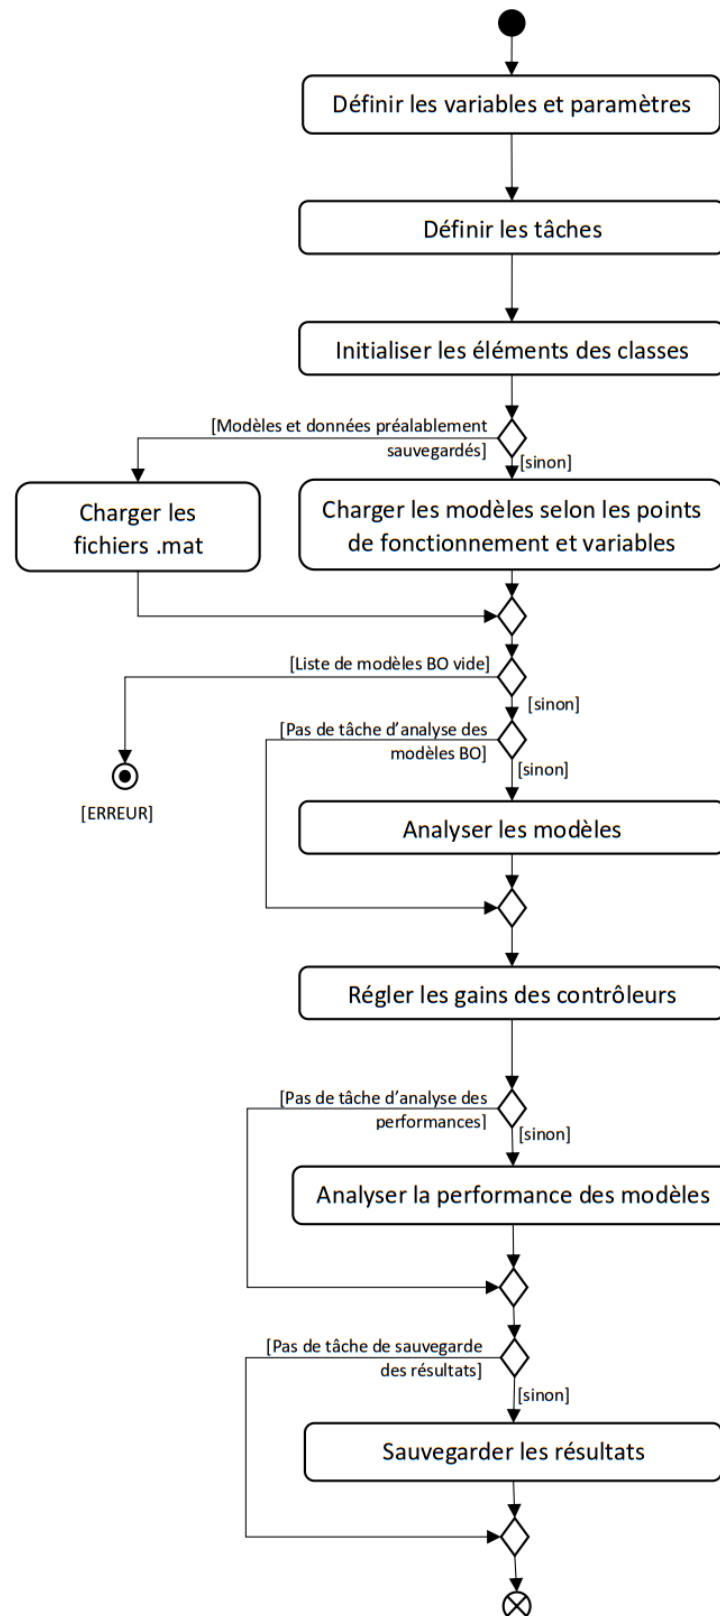 Définir les variables et paramètres
Définir les tâches
Initialiser les éléments des classes
[Modèles et données préalablement
sauvegardés]
[sinon]
Charger les
fichiers .mat
Charger les modèles selon les points
de fonctionnement et variables
[Liste de modèles BO vide]
[sinon]
[Pas de tâche d'analyse des
modèles BO]
[sinon]
[ERREUR]
Analyser les modèles
Régler les gains des contrôleurs
[Pas de tâche d'analyse des
performances]
[sinon]
Analyser la performance des modèles
[Pas de tâche de sauvegarde
des résultats]
[sinon]
Sauvegarder les résultats